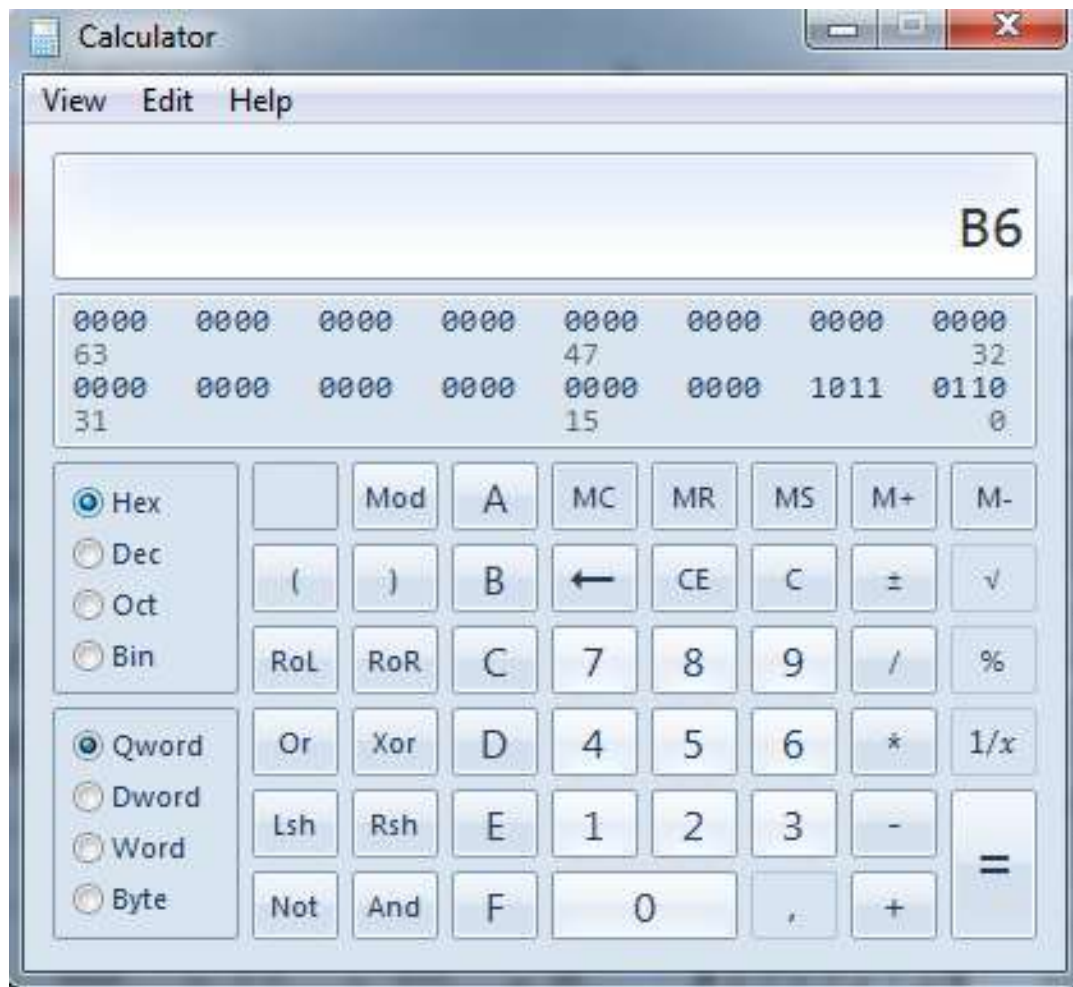 Calculator
View Edit Help
B6
0000 0000 0000 0000 0000 0000 0000 0000
63 47 32
0000 0000 0000 0000 0000 0000 1011 0110
31 15 0
Hex
Dec
Oct
Bin
Qword
Dword
Word
Byte
Mod A MC MR MS M+ M-
( ) B ← CE C ± √
RoL RoR C 7 8 9 / %
Or Xor D 4 5 6 * 1/x
Lsh Rsh E 1 2 3 - =
Not And F 0 , +